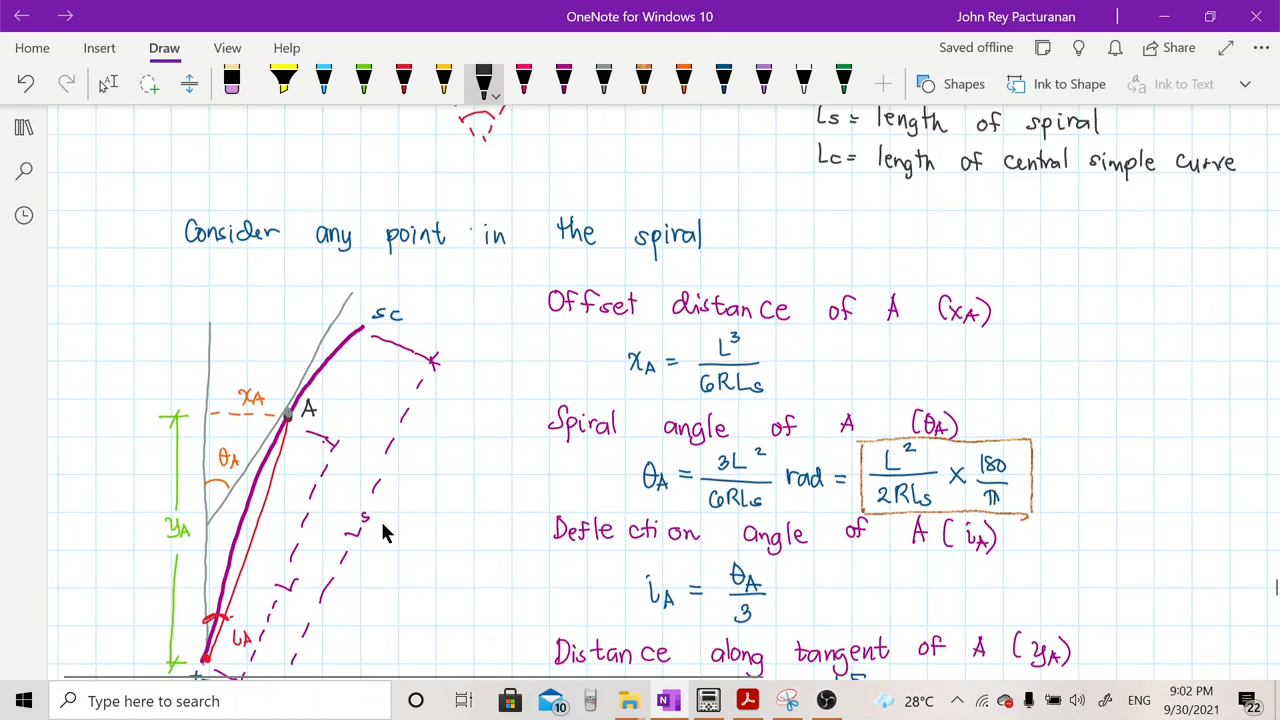 OneNote for Windows 10
John Rey Pacturanan
Home Insert Draw View Help
Saved offline
Share
Shapes
Ink to Shape
Ink to Text
Ls = length of spiral
Lc = length of central simple curve
Consider any point in the spiral
Offset distance of A (xA)
xA = L³ / 6RLs
Spiral angle of A (θA)
θA = 3L² / 6RLs rad = L² / 2RLs × 180 / π
Deflection angle of A (iA)
iA = θA / 3
Distance along tangent of A (yA)
SC
xA
A
θA
yA
Ls
L
iA
Type here to search
10
28°C
ENG
9:02 PM
9/30/2021
22